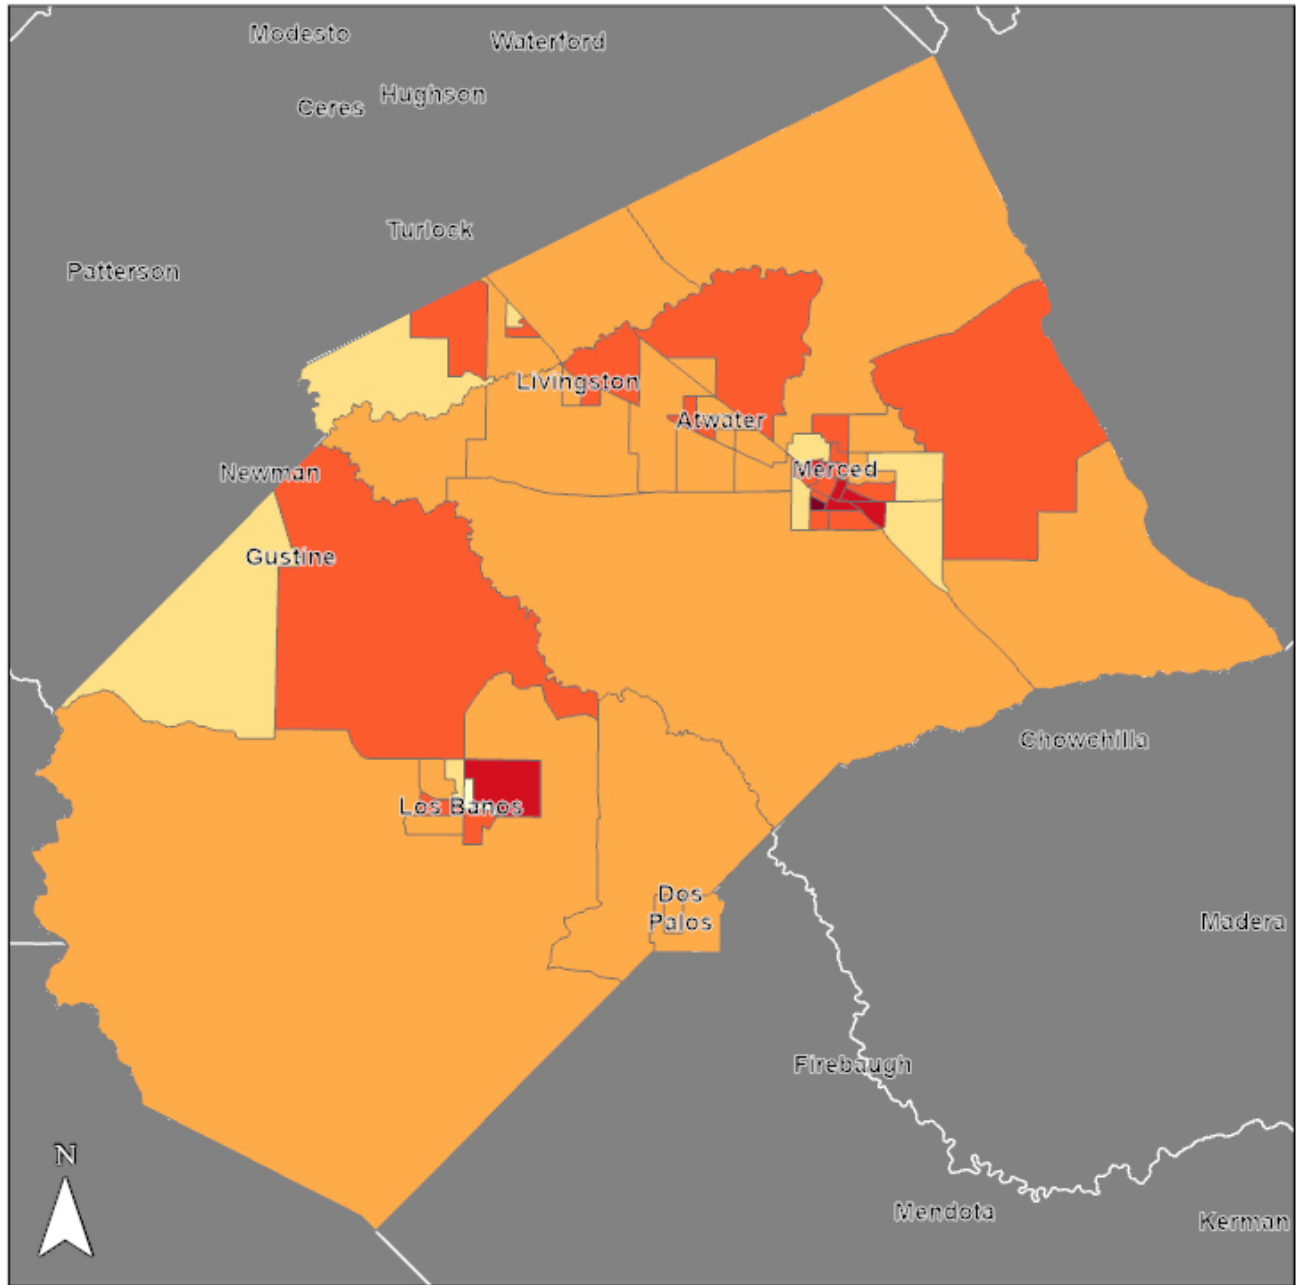 Modesto
Waterford
Ceres
Hughson
Turlock
Patterson
Livingston
Atwater
Newman
Merced
Gustine
Chowchilla
Los Banos
Dos
Palos
Madera
Firebaugh
N
Mendota
Kerman